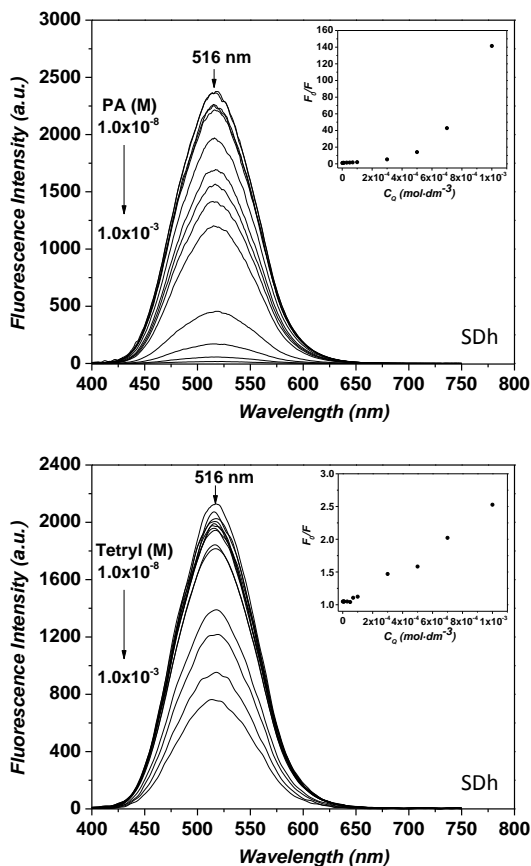 3000
2500
2000
1500
1000
500
0
Fluorescence Intensity (a.u.)
516 nm
PA (M)
1.0x10⁻⁸
1.0x10⁻³
160
140
120
100
80
60
40
20
0
F₀/F
2x10⁻⁴ 4x10⁻⁴ 6x10⁻⁴ 8x10⁻⁴ 1x10⁻³
C_Q (mol·dm⁻³)
SDh
400 450 500 550 600 650 700 750 800
Wavelength (nm)
2400
2000
1600
1200
800
400
0
Fluorescence Intensity (a.u.)
516 nm
Tetryl (M)
1.0x10⁻⁸
1.0x10⁻³
3.0
2.5
2.0
1.5
1.0
F₀/F
0 2x10⁻⁴ 4x10⁻⁴ 6x10⁻⁴ 8x10⁻⁴ 1x10⁻³
C_Q (mol·dm⁻³)
SDh
400 450 500 550 600 650 700 750 800
Wavelength (nm)